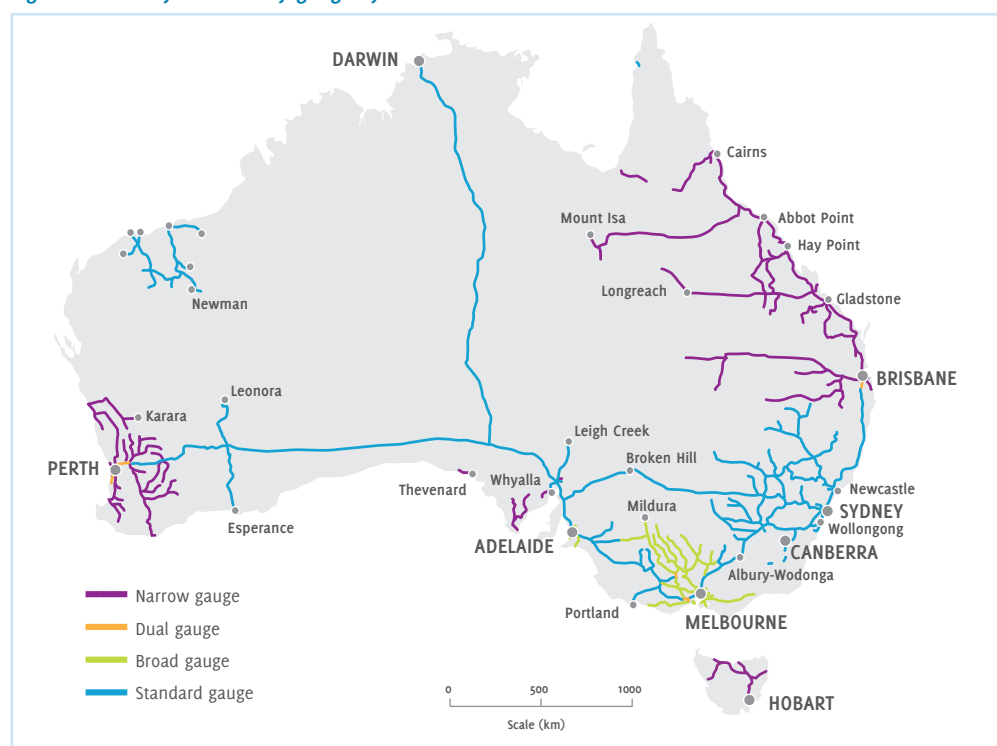 DARWIN
Cairns
Mount Isa
Abbot Point
Hay Point
Longreach
Gladstone
Newman
BRISBANE
Leonora
Karara
Leigh Creek
Broken Hill
PERTH
Thevenard
Whyalla
Newcastle
Mildura
SYDNEY
Esperance
Wollongong
ADELAIDE
CANBERRA
Albury-Wodonga
Portland
MELBOURNE
Narrow gauge
Dual gauge
Broad gauge
Standard gauge
0 500 1000
Scale (km)
HOBART